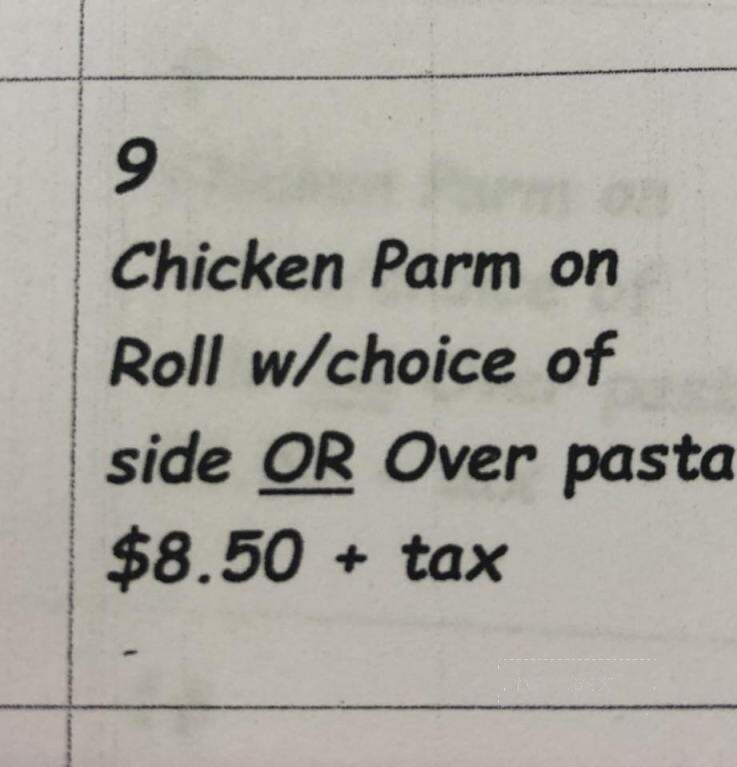 9
Chicken Parm on
Roll w/choice of
side OR Over pasta
$8.50 + tax
-